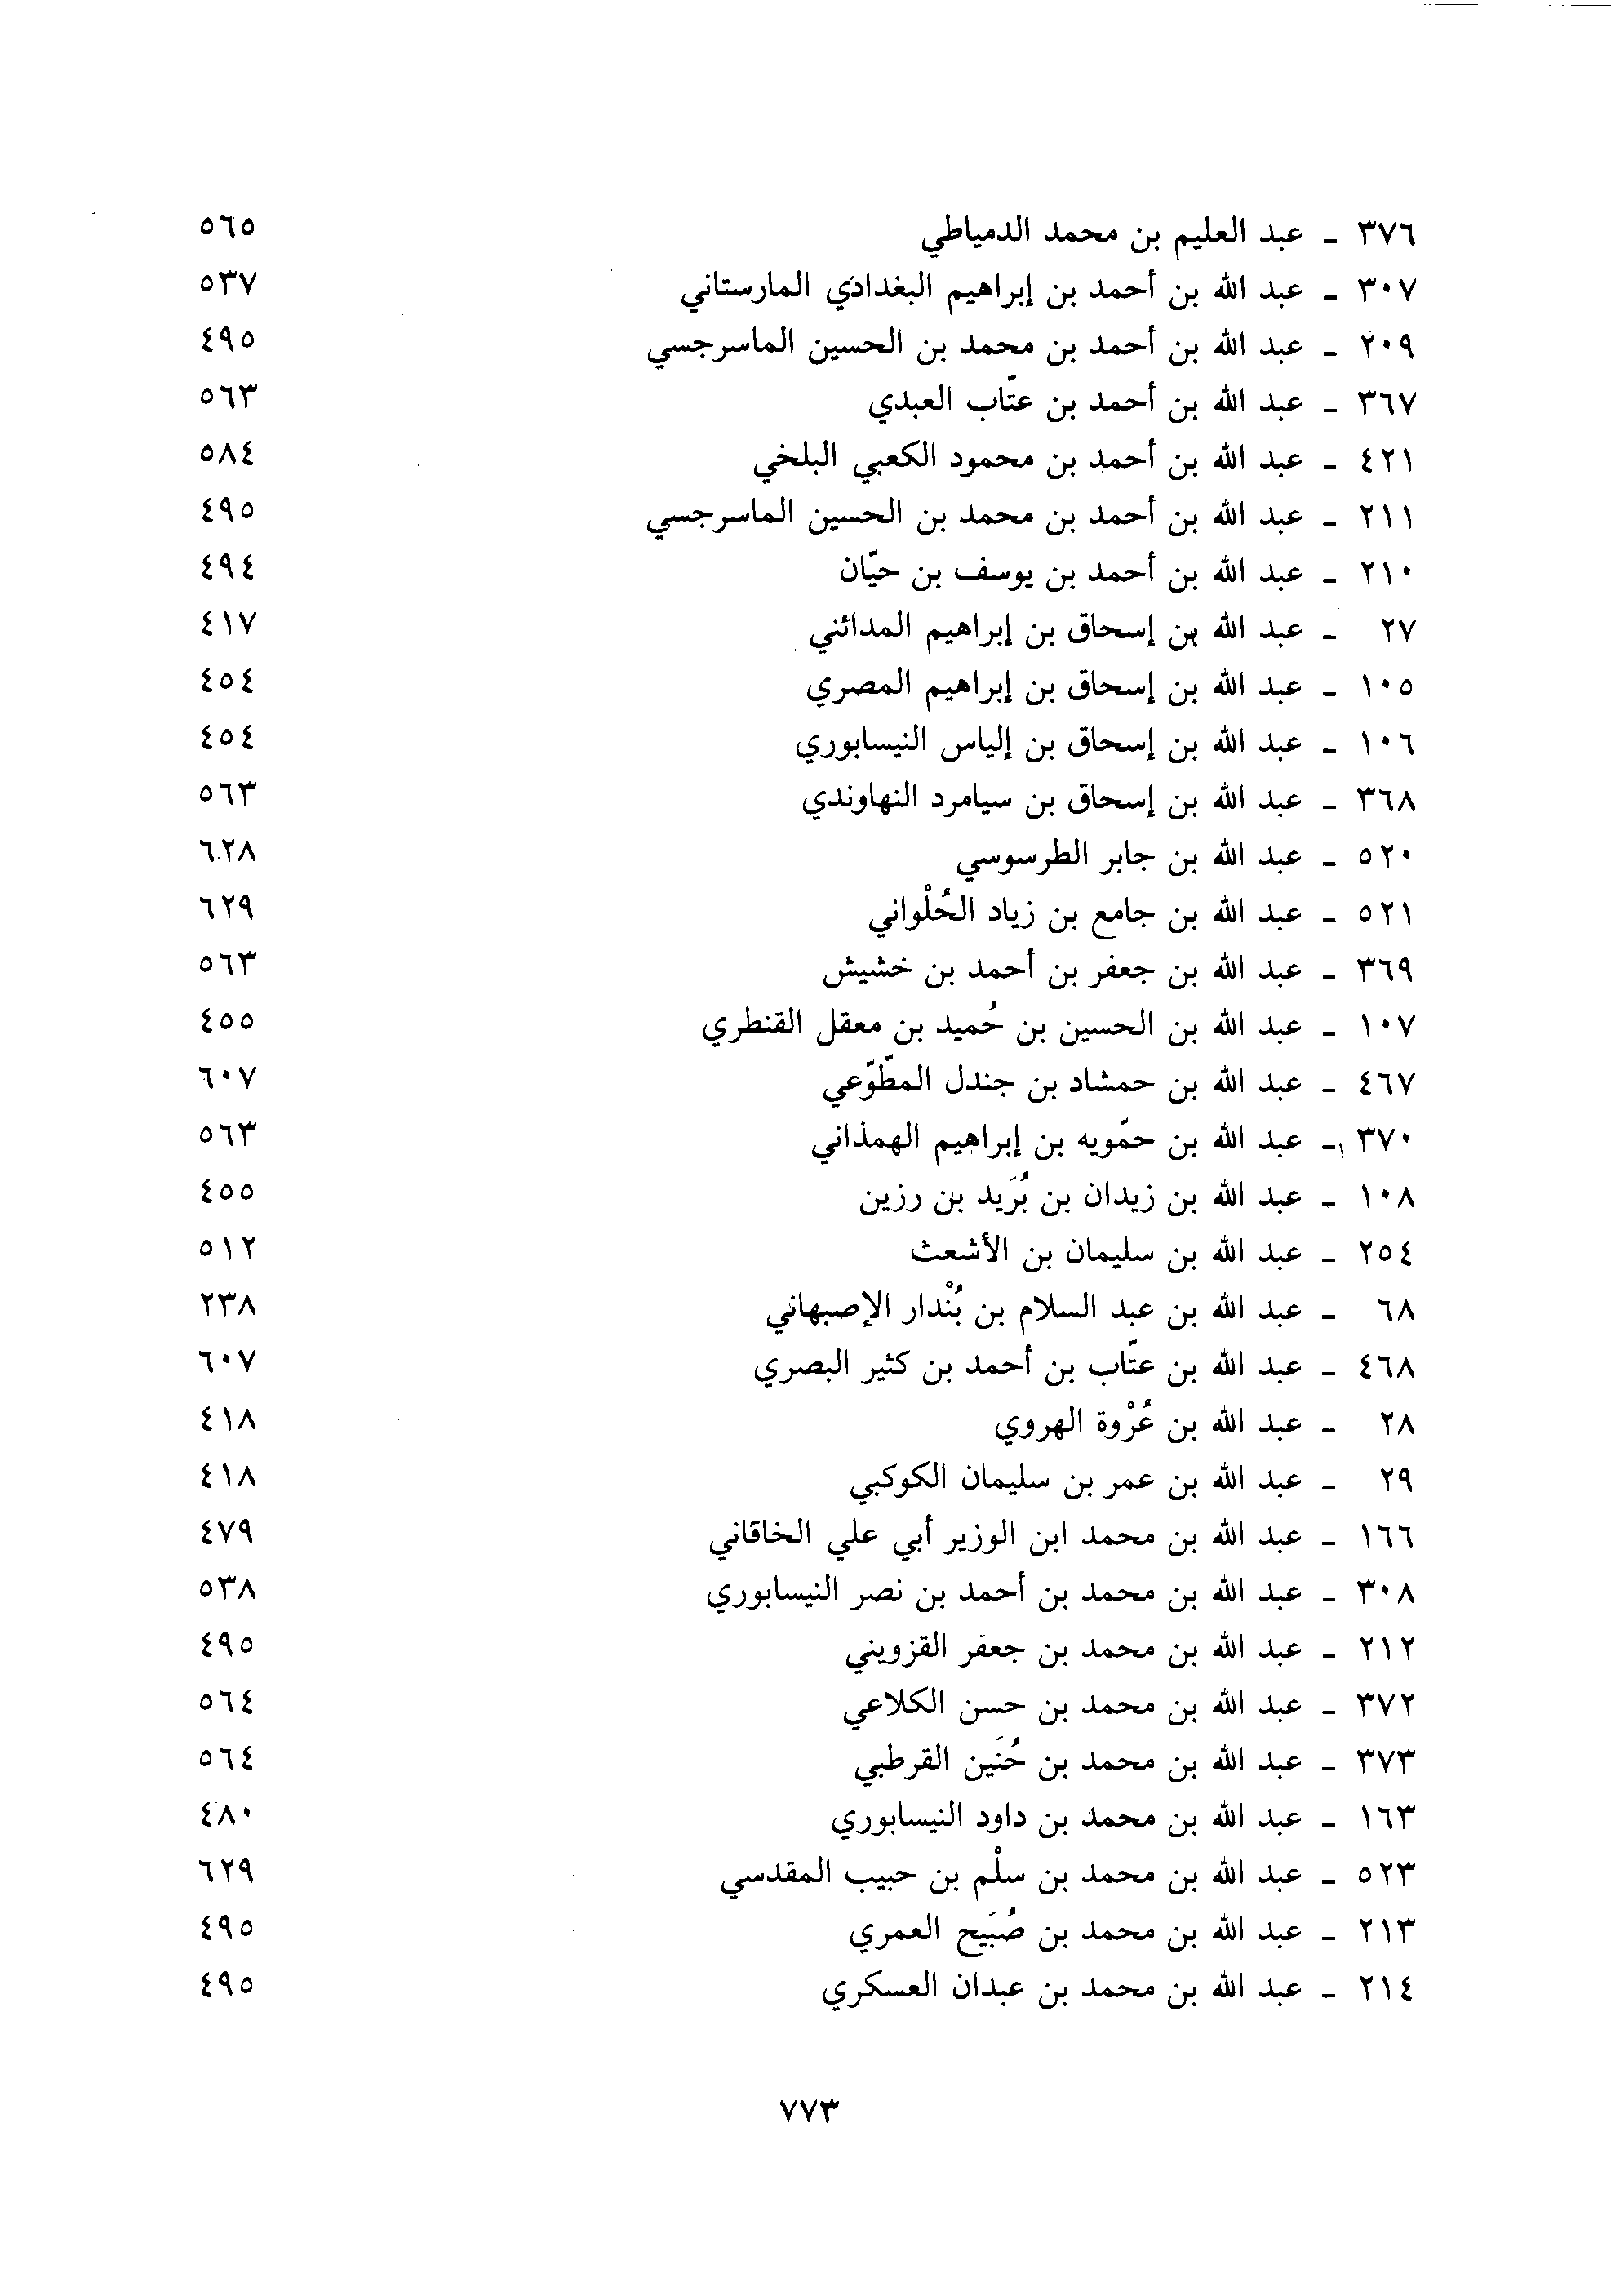 ٣٧٦ - عبد العليم بن محمد الدمياطي ٥٦٥
٣٠٧ - عبد الله بن أحمد بن إبراهيم البغدادي المارستاني ٥٣٧
٢٠٩ - عبد الله بن أحمد بن محمد بن الحسين الماسرجسي ٤٩٥
٣٦٧ - عبد الله بن أحمد بن عتّاب العبدي ٥٦٣
٤٢١ - عبد الله بن أحمد بن محمود الكعبي البلخي ٥٨٤
٢١١ - عبد الله بن أحمد بن محمد بن الحسين الماسرجسي ٤٩٥
٢١٠ - عبد الله بن أحمد بن يوسف بن حيّان ٤٩٤
٢٧ - عبد الله بن إسحاق بن إبراهيم المدائني ٤١٧
١٠٥ - عبد الله بن إسحاق بن إبراهيم المصري ٤٥٤
١٠٦ - عبد الله بن إسحاق بن إلياس النيسابوري ٤٥٤
٣٦٨ - عبد الله بن إسحاق بن سيامرد النهاوندي ٥٦٣
٥٢٠ - عبد الله بن جابر الطرسوسي ٦٢٨
٥٢١ - عبد الله بن جامع بن زياد الحُلْواني ٦٢٩
٣٦٩ - عبد الله بن جعفر بن أحمد بن خشيش ٥٦٣
١٠٧ - عبد الله بن الحسين بن حُميد بن معقل القنطري ٤٥٥
٤٦٧ - عبد الله بن حمشاد بن جندل المطّوّعي ٦٠٧
٣٧٠ - عبد الله بن حمّويه بن إبراهيم الهمذاني ٥٦٣
١٠٨ - عبد الله بن زيدان بن بُرَيد بن رزين ٤٥٥
٢٥٤ - عبد الله بن سليمان بن الأشعث ٥١٢
٦٨ - عبد الله بن عبد السلام بن بُنْدار الإصبهاني ٢٣٨
٤٦٨ - عبد الله بن عتّاب بن أحمد بن كثير البصري ٦٠٧
٢٨ - عبد الله بن عُرْوة الهروي ٤١٨
٢٩ - عبد الله بن عمر بن سليمان الكوكبي ٤١٨
١٦٦ - عبد الله بن محمد ابن الوزير أبي علي الخاقاني ٤٧٩
٣٠٨ - عبد الله بن محمد بن أحمد بن نصر النيسابوري ٥٣٨
٢١٢ - عبد الله بن محمد بن جعفر القزويني ٤٩٥
٣٧٢ - عبد الله بن محمد بن حسن الكلاعي ٥٦٤
٣٧٣ - عبد الله بن محمد بن حُنَين القرطبي ٥٦٤
١٦٣ - عبد الله بن محمد بن داود النيسابوري ٤٨٠
٥٢٣ - عبد الله بن محمد بن سلْم بن حبيب المقدسي ٦٢٩
٢١٣ - عبد الله بن محمد بن صُبَيح العمري ٤٩٥
٢١٤ - عبد الله بن محمد بن عبدان العسكري ٤٩٥
٧٧٣